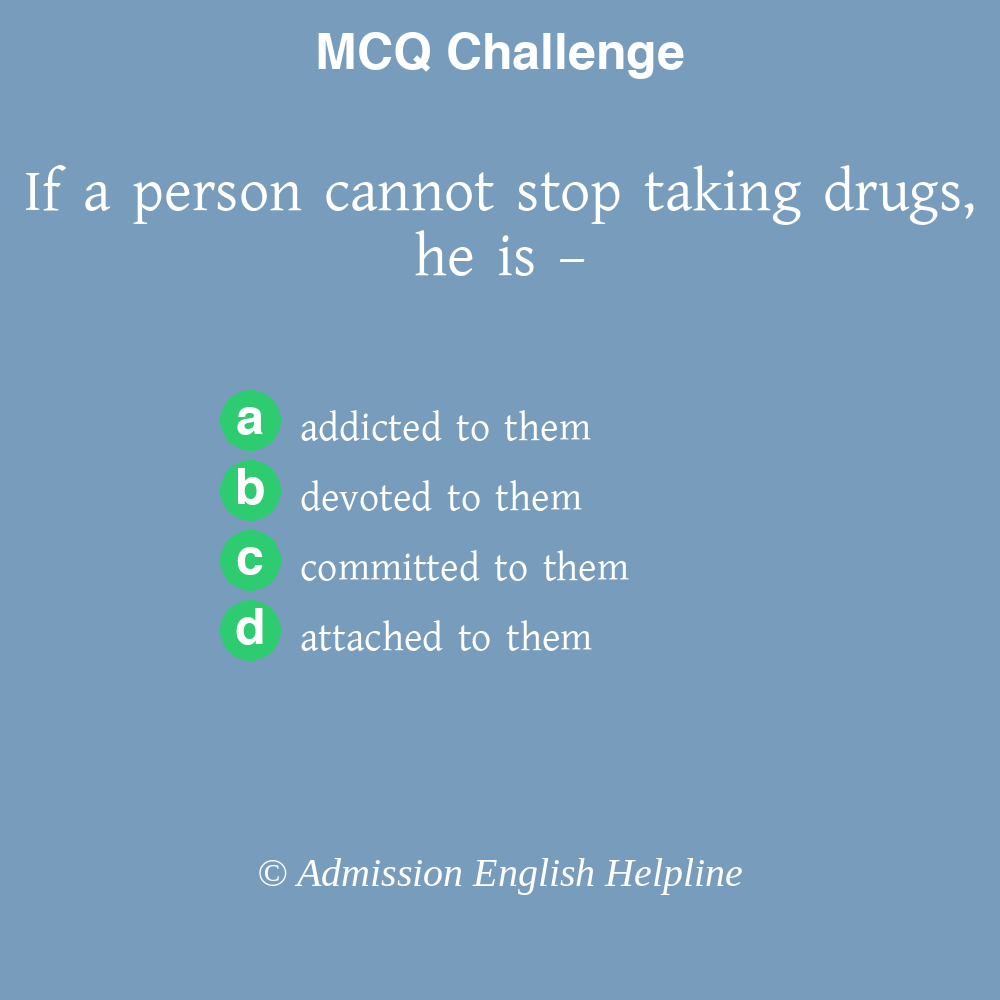 MCQ Challenge
If a person cannot stop taking drugs,
he is –
a addicted to them
b devoted to them
c committed to them
d attached to them
© Admission English Helpline